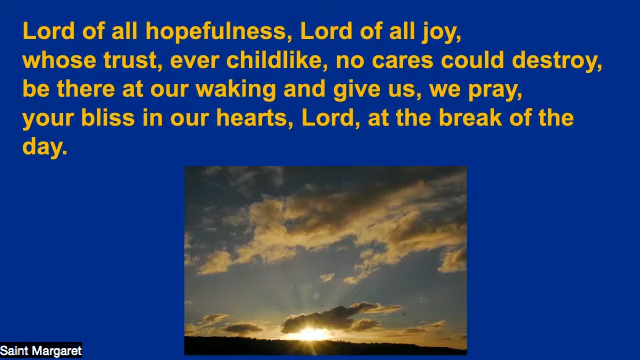 Lord of all hopefulness, Lord of all joy,
whose trust, ever childlike, no cares could destroy,
be there at our waking and give us, we pray,
your bliss in our hearts, Lord, at the break of the
day.
Saint Margaret